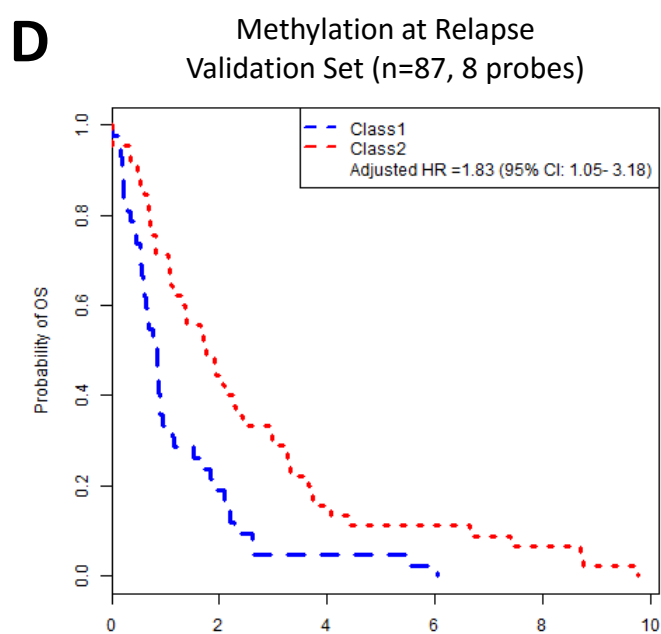 D
Methylation at Relapse
Validation Set (n=87, 8 probes)
Class1
Class2
Adjusted HR =1.83 (95% CI: 1.05- 3.18)
Probability of OS
1.0
0.8
0.6
0.4
0.2
0.0
0 2 4 6 8 10